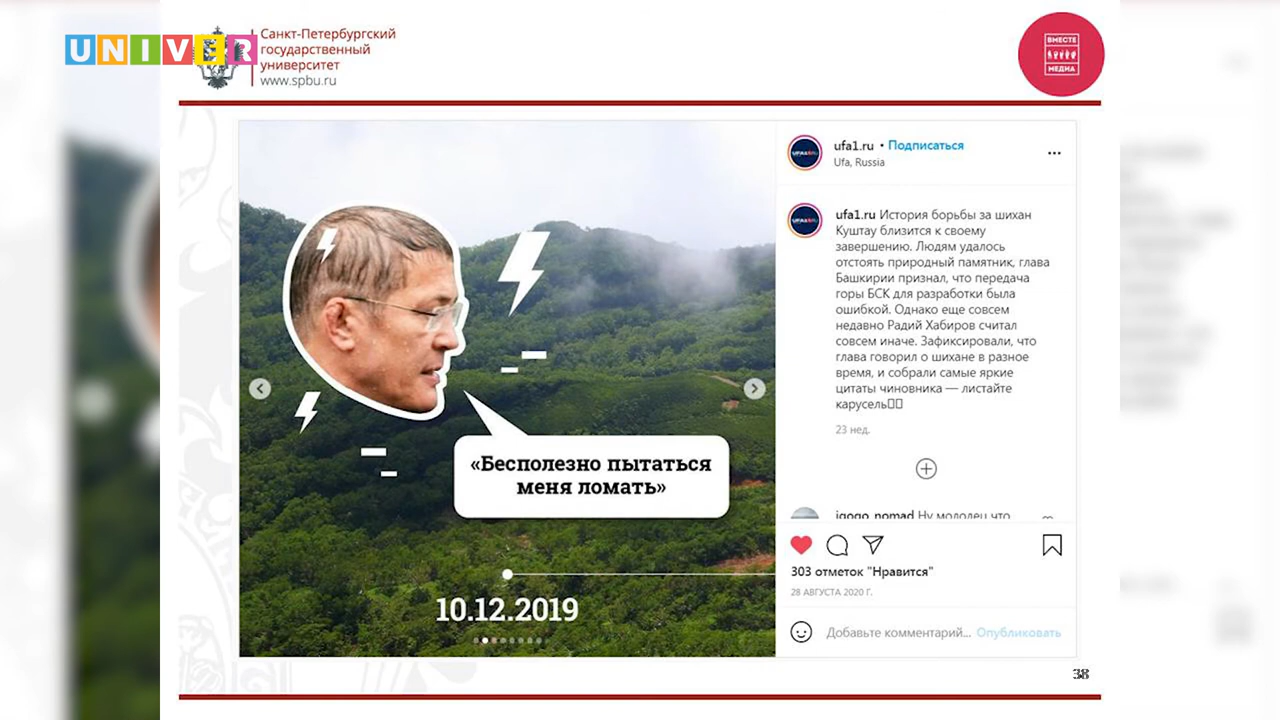 UNIVER
Санкт-Петербургский
государственный
университет
www.spbu.ru
ВМЕСТЕ
МЕДИА
«Бесполезно пытаться
меня ломать»
10.12.2019
ufa1.ru • Подписаться
Ufa, Russia
ufa1.ru История борьбы за шихан
Куштау близится к своему
завершению. Людям удалось
отстоять природный памятник, глава
Башкирии признал, что передача
горы БСК для разработки была
ошибкой. Однако еще совсем
недавно Радий Хабиров считал
совсем иначе. Зафиксировали, что
глава говорил о шихане в разное
время, и собрали самые яркие
цитаты чиновника — листайте
карусель
23 нед.
igogo_nomad Ну молодец что
303 отметок "Нравится"
28 АВГУСТА 2020 Г.
Добавьте комментарий... Опубликовать
38